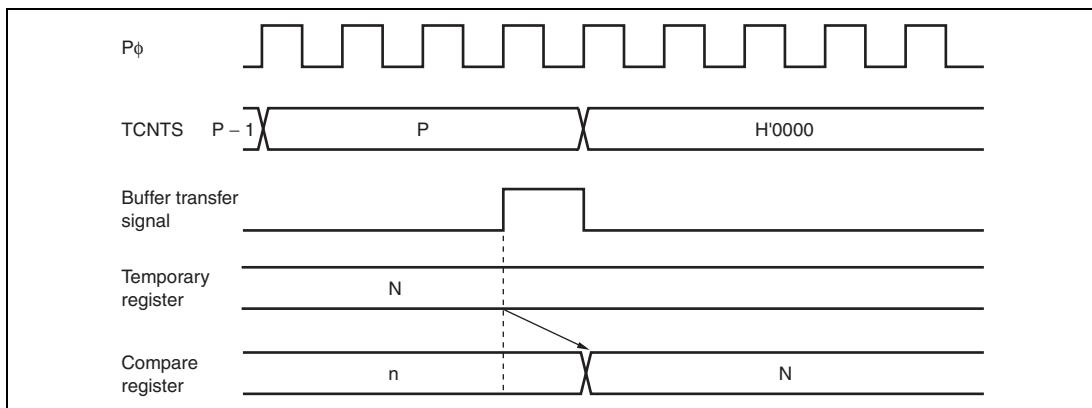 Pϕ
TCNTS P – 1 P H'0000
Buffer transfer
signal
Temporary
register
N
Compare
register
n N